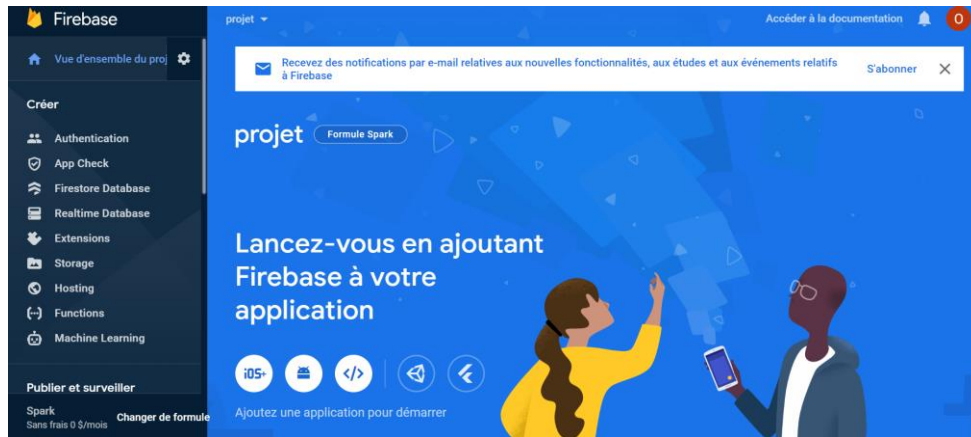 Firebase
Vue d'ensemble du proj
Créer
Authentication
App Check
Firestore Database
Realtime Database
Extensions
Storage
Hosting
Functions
Machine Learning
Publier et surveiller
Spark
Sans frais 0 $/mois
Changer de formule
projet
Accéder à la documentation
O
Recevez des notifications par e-mail relatives aux nouvelles fonctionnalités, aux études et aux événements relatifs
à Firebase
S'abonner
projet
Formule Spark
Lancez-vous en ajoutant
Firebase à votre
application
iOS+
Ajoutez une application pour démarrer